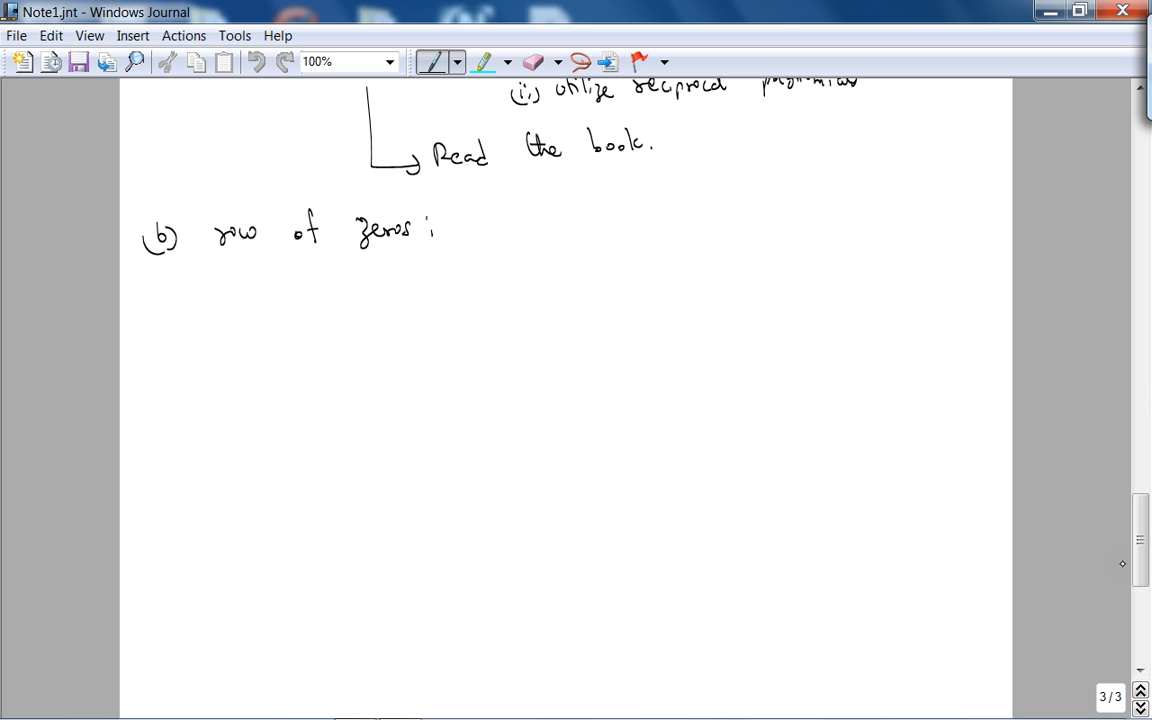 Note1.jnt - Windows Journal
File Edit View Insert Actions Tools Help
100%
(ii) utilize reciprocal polynomials
Read the book.
(b) row of zeros :
3 / 3